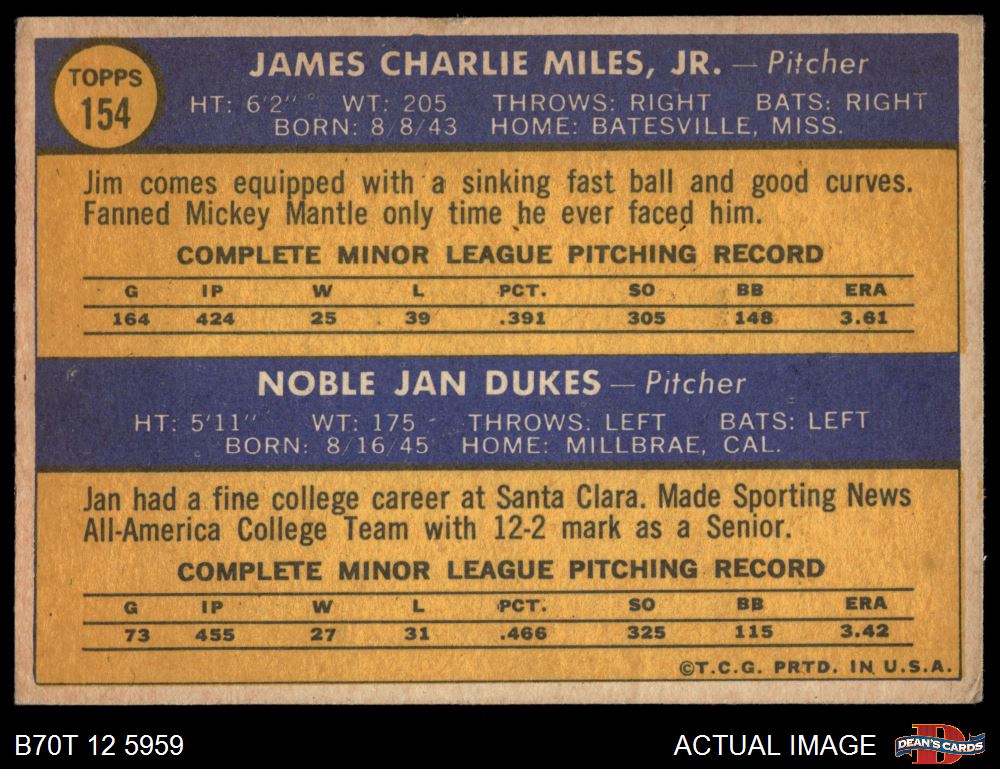 TOPPS
154
JAMES CHARLIE MILES, JR. — Pitcher
HT: 6'2" WT: 205 THROWS: RIGHT BATS: RIGHT
BORN: 8/8/43 HOME: BATESVILLE, MISS.
Jim comes equipped with a sinking fast ball and good curves.
Fanned Mickey Mantle only time he ever faced him.
COMPLETE MINOR LEAGUE PITCHING RECORD
G IP W L PCT. SO BB ERA
164 424 25 39 .391 305 148 3.61
NOBLE JAN DUKES — Pitcher
HT: 5'11" WT: 175 THROWS: LEFT BATS: LEFT
BORN: 8/16/45 HOME: MILLBRAE, CAL.
Jan had a fine college career at Santa Clara. Made Sporting News
All-America College Team with 12-2 mark as a Senior.
COMPLETE MINOR LEAGUE PITCHING RECORD
G IP W L PCT. SO BB ERA
73 455 27 31 .466 325 115 3.42
©T.C.G. PRTD. IN U.S.A.
B70T 12 5959
ACTUAL IMAGE
D
DEAN'S CARDS